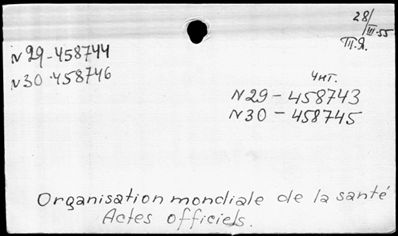 28/III-55
Т.Я.
N29-458744
N30-458746
Чит.
N29-458743
N30-458745
Organisation mondiale de la santé
Actes officiels.